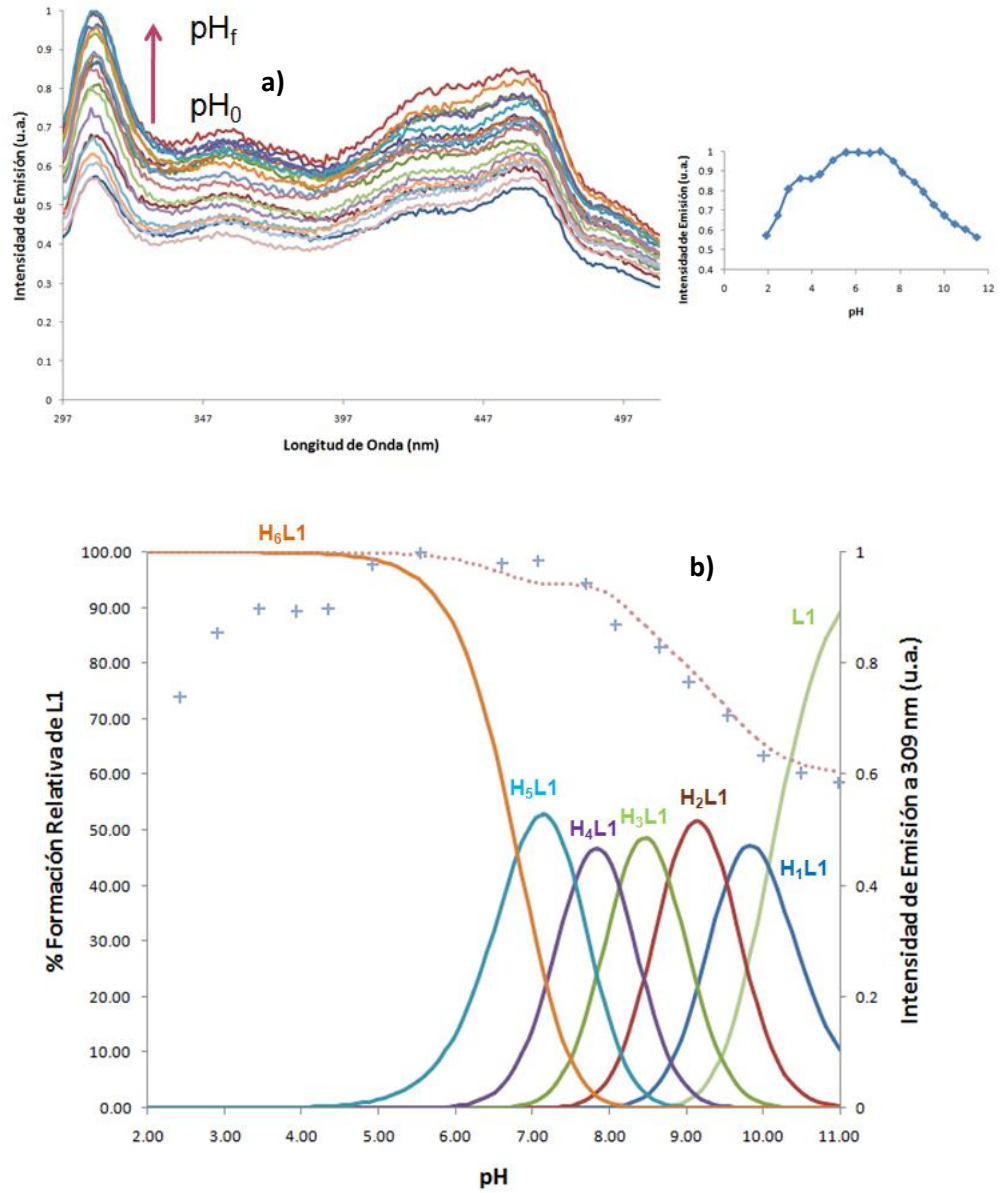 a)
pHf
pH0
Intensidad de Emisión (u.a.)
1
0.9
0.8
0.7
0.6
0.5
0.4
0.3
0.2
0.1
0
297 347 397 447 497
Longitud de Onda (nm)
Intensidad de Emisión (u.a.)
1
0.9
0.8
0.7
0.6
0.5
0.4
0 2 4 6 8 10 12
pH
b)
H6L1
H5L1
H4L1
H3L1
H2L1
H1L1
L1
% Formación Relativa de L1
100.00
90.00
80.00
70.00
60.00
50.00
40.00
30.00
20.00
10.00
0.00
2.00 3.00 4.00 5.00 6.00 7.00 8.00 9.00 10.00 11.00
pH
1
0.8
0.6
0.4
0.2
0
Intensidad de Emisión a 309 nm (u.a.)